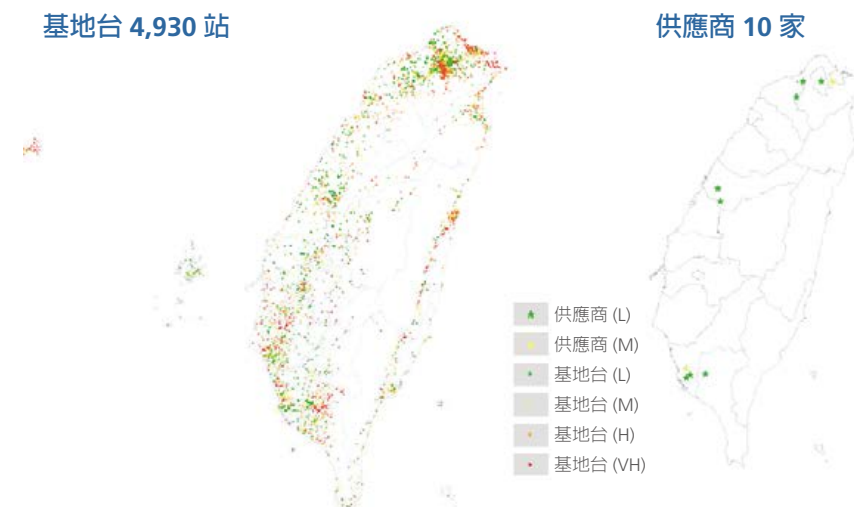 基地台 4,930 站
供應商 10 家
供應商 (L)
供應商 (M)
基地台 (L)
基地台 (M)
基地台 (H)
基地台 (VH)